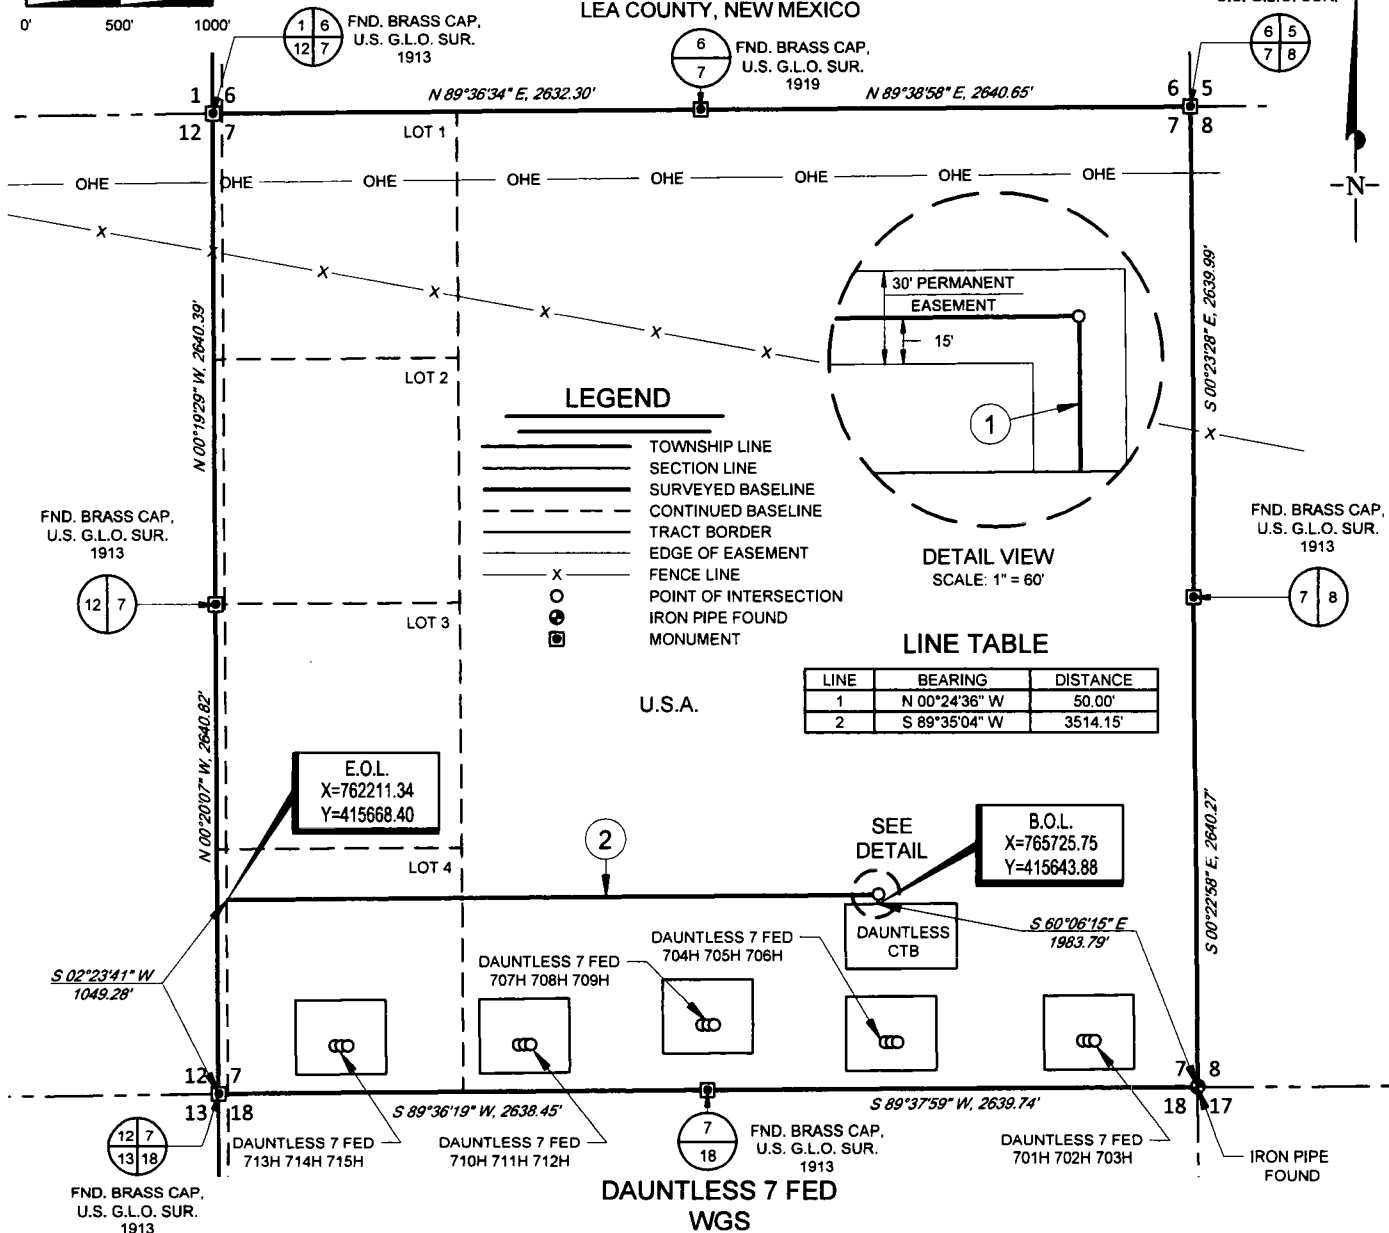 LEA COUNTY, NEW MEXICO
0' 500' 1000'
1 6
12 7
FND. BRASS CAP,
U.S. G.L.O. SUR.
1913
6
7
FND. BRASS CAP,
U.S. G.L.O. SUR.
1919
6 5
7 8
N 89°36'34" E, 2632.30'
N 89°38'58" E, 2640.65'
1 6
12 7
6 5
7 8
LOT 1
-N-
OHE OHE OHE OHE OHE OHE OHE OHE
X X X X X X X X
30' PERMANENT
EASEMENT
15'
1
N 00°19'29" W, 2640.39'
S 00°23'28" E, 2639.99'
LOT 2
LEGEND
TOWNSHIP LINE
SECTION LINE
SURVEYED BASELINE
CONTINUED BASELINE
TRACT BORDER
EDGE OF EASEMENT
X FENCE LINE
POINT OF INTERSECTION
IRON PIPE FOUND
MONUMENT
DETAIL VIEW
SCALE: 1" = 60'
FND. BRASS CAP,
U.S. G.L.O. SUR.
1913
12 7
FND. BRASS CAP,
U.S. G.L.O. SUR.
1913
7 8
LOT 3
LINE TABLE
LINE BEARING DISTANCE
1 N 00°24'36" W 50.00'
2 S 89°35'04" W 3514.15'
U.S.A.
N 00°20'07" W, 2640.82'
S 00°22'58" E, 2640.27'
E.O.L.
X=762211.34
Y=415668.40
2
SEE
DETAIL
B.O.L.
X=765725.75
Y=415643.88
LOT 4
DAUNTLESS
CTB
S 60°06'15" E
1983.79'
S 02°23'41" W
1049.28'
DAUNTLESS 7 FED
707H 708H 709H
DAUNTLESS 7 FED
704H 705H 706H
12 7
13 18
7 8
18 17
S 89°36'19" W, 2638.45'
S 89°37'59" W, 2639.74'
12 7
13 18
FND. BRASS CAP,
U.S. G.L.O. SUR.
1913
DAUNTLESS 7 FED
713H 714H 715H
DAUNTLESS 7 FED
710H 711H 712H
7
18
FND. BRASS CAP,
U.S. G.L.O. SUR.
1913
DAUNTLESS 7 FED
701H 702H 703H
IRON PIPE
FOUND
DAUNTLESS 7 FED
WGS